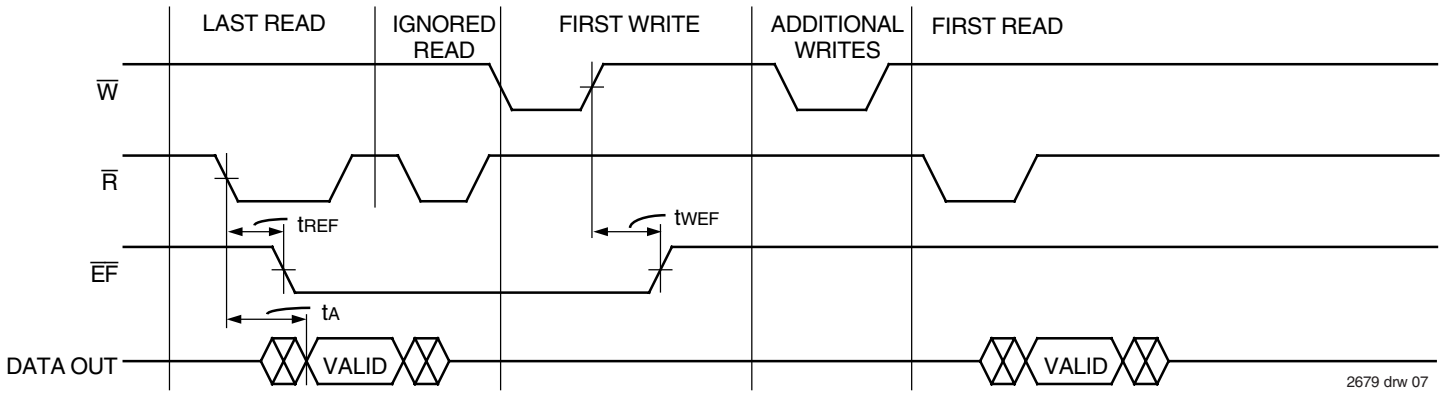 LAST READ
IGNORED
READ
FIRST WRITE
ADDITIONAL
WRITES
FIRST READ
W̅
R̅
tREF
tWEF
E̅F̅
tA
DATA OUT
VALID
VALID
2679 drw 07